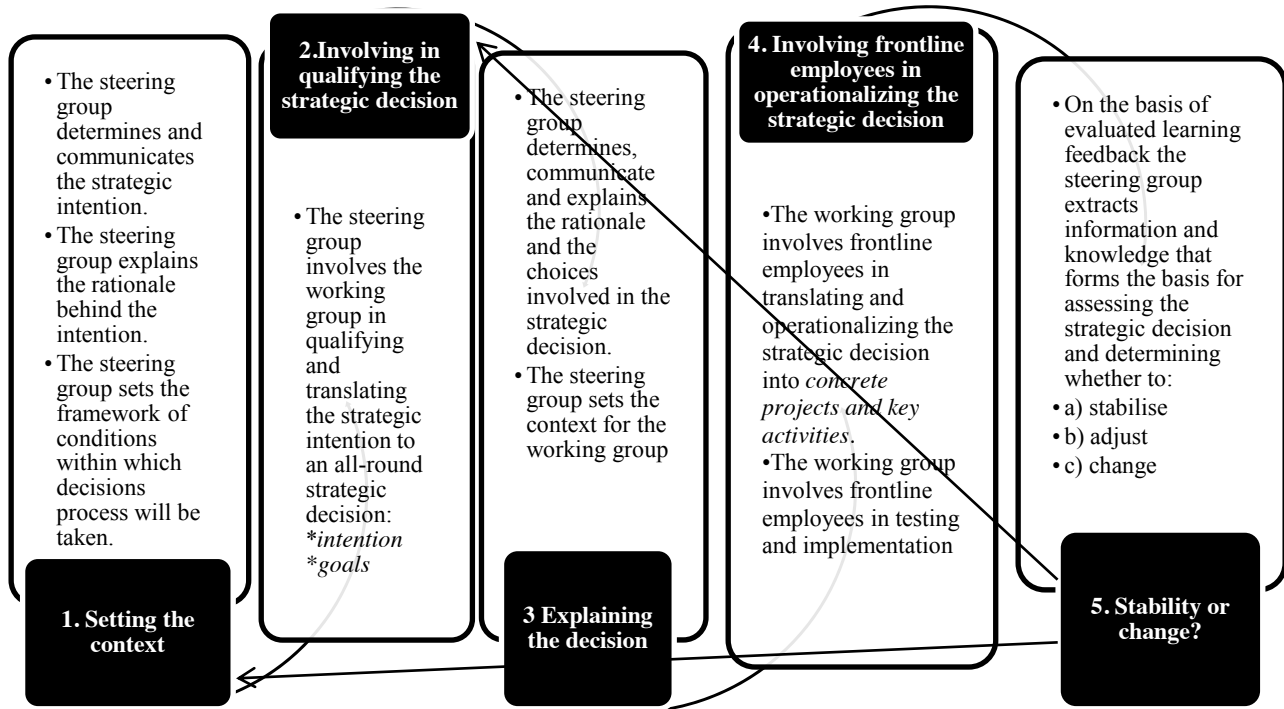 • The steering
group
determines and
communicates
the strategic
intention.
• The steering
group explains
the rationale
behind the
intention.
• The steering
group sets the
framework of
conditions
within which
decisions
process will be
taken.
1. Setting the
context
2.Involving in
qualifying the
strategic decision
• The steering
group
involves the
working
group in
qualifying
and
translating
the strategic
intention to
an all-round
strategic
decision:
*intention
*goals
• The steering
group
determines,
communicate
and explains
the rationale
and the
choices
involved in the
strategic
decision.
• The steering
group sets the
context for the
working group
3 Explaining
the decision
4. Involving frontline
employees in
operationalizing the
strategic decision
•The working group
involves frontline
employees in
translating and
operationalizing the
strategic decision
into concrete
projects and key
activities.
•The working group
involves frontline
employees in testing
and implementation
• On the basis of
evaluated learning
feedback the
steering group
extracts
information and
knowledge that
forms the basis for
assessing the
strategic decision
and determining
whether to:
• a) stabilise
• b) adjust
• c) change
5. Stability or
change?